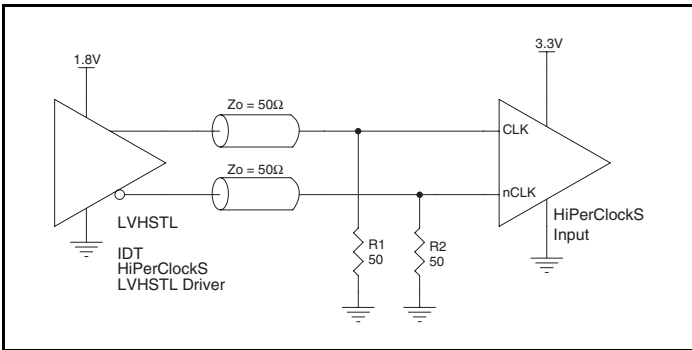 1.8V
3.3V
Zo = 50Ω
CLK
Zo = 50Ω
nCLK
LVHSTL
HiPerClockS
Input
R1
50
R2
50
IDT
HiPerClockS
LVHSTL Driver